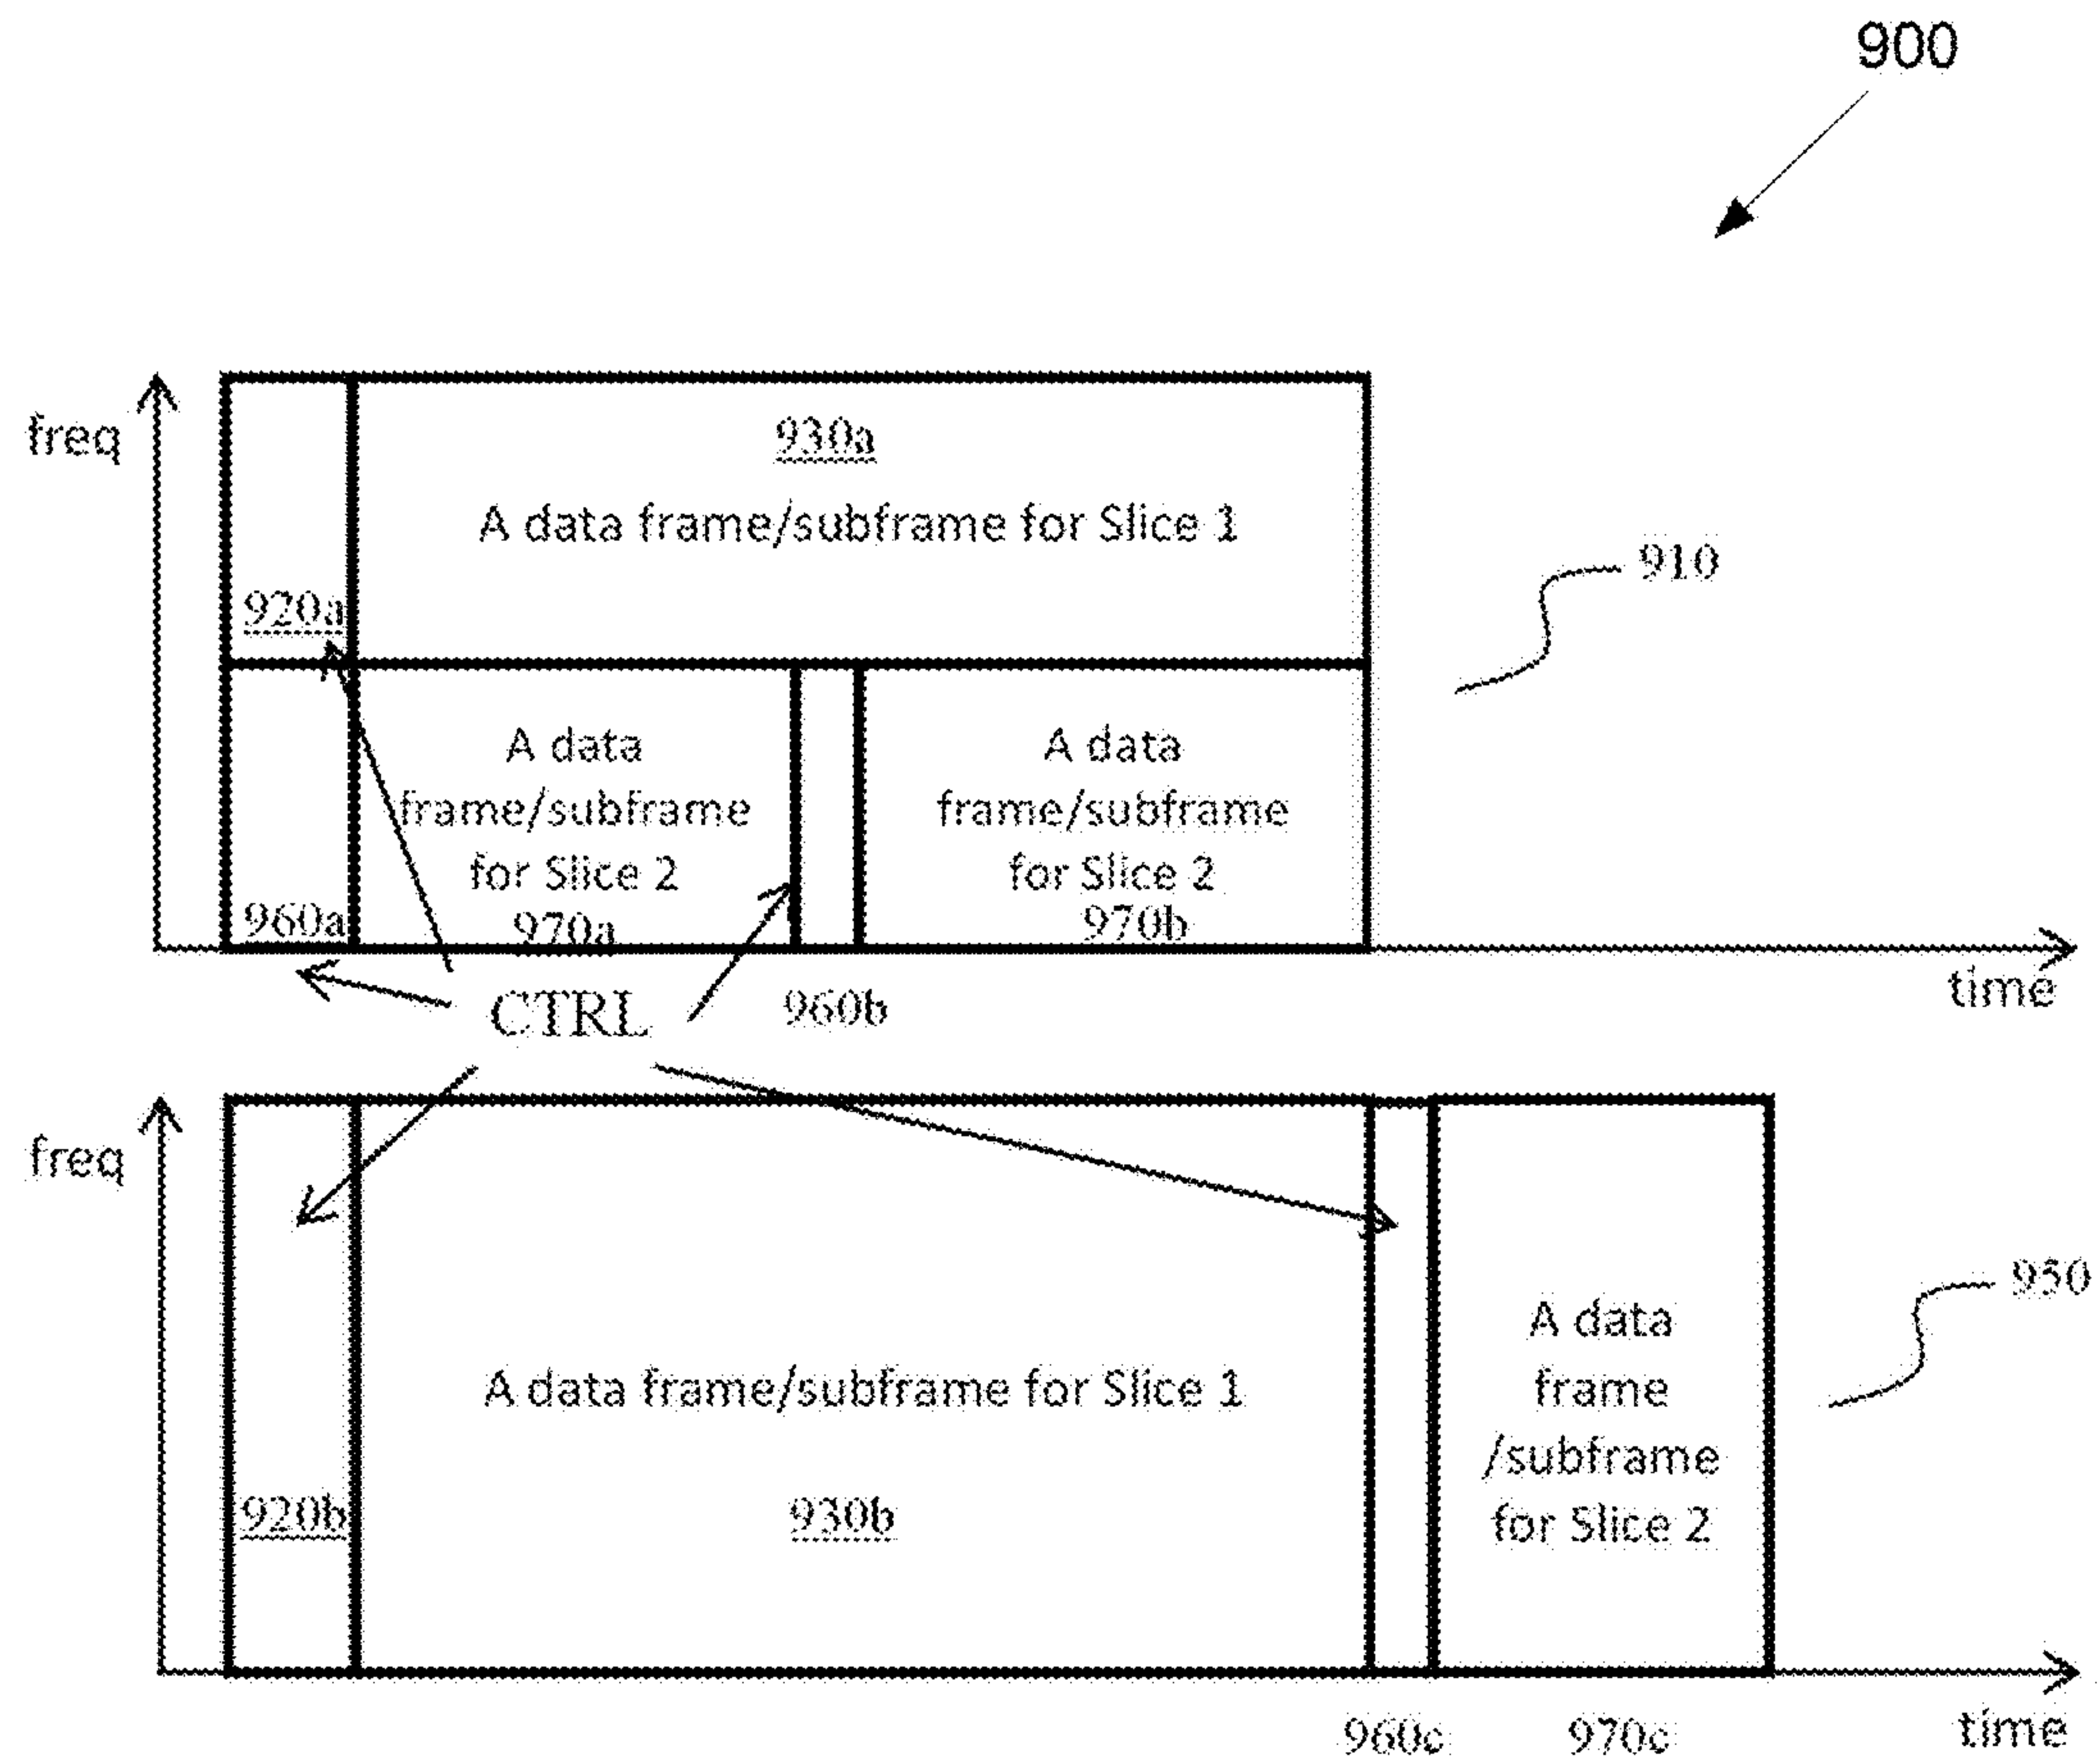 900
freq
930a
A data frame/subframe for Slice 1
910
920a
A data
frame/subframe
for Slice 2
970a
A data
frame/subframe
for Slice 2
970b
960a
time
CTRL
960b
freq
950
A data frame/subframe for Slice 1
A data
frame
/subframe
for Slice 2
920b
930b
960c
970c
time